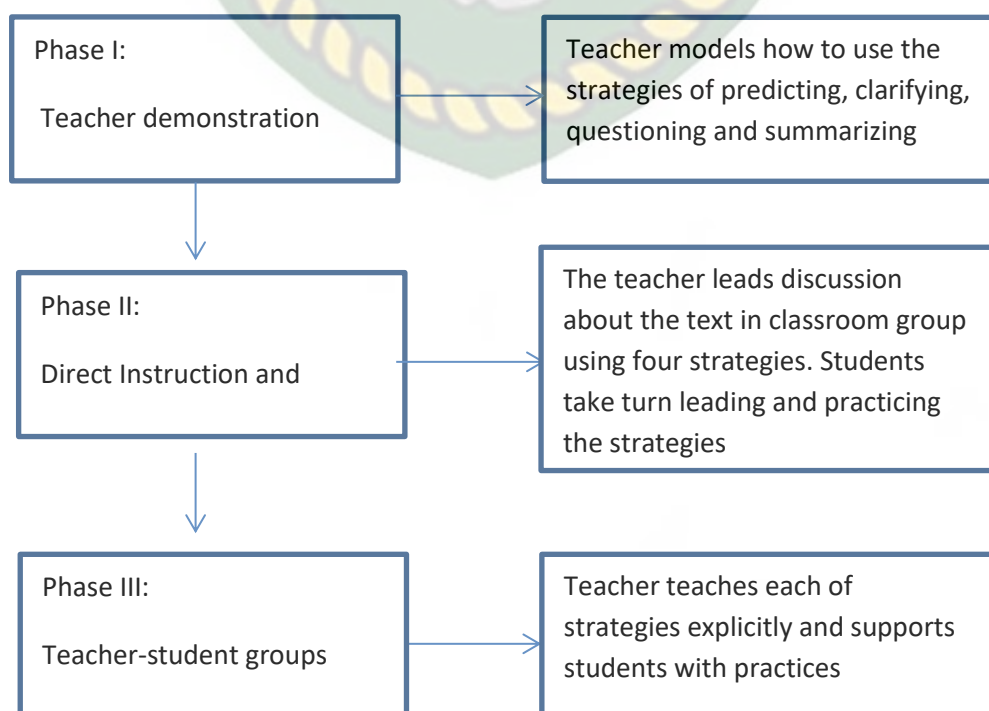 Phase I:
Teacher demonstration
Teacher models how to use the
strategies of predicting, clarifying,
questioning and summarizing
Phase II:
Direct Instruction and
The teacher leads discussion
about the text in classroom group
using four strategies. Students
take turn leading and practicing
the strategies
Phase III:
Teacher-student groups
Teacher teaches each of
strategies explicitly and supports
students with practices